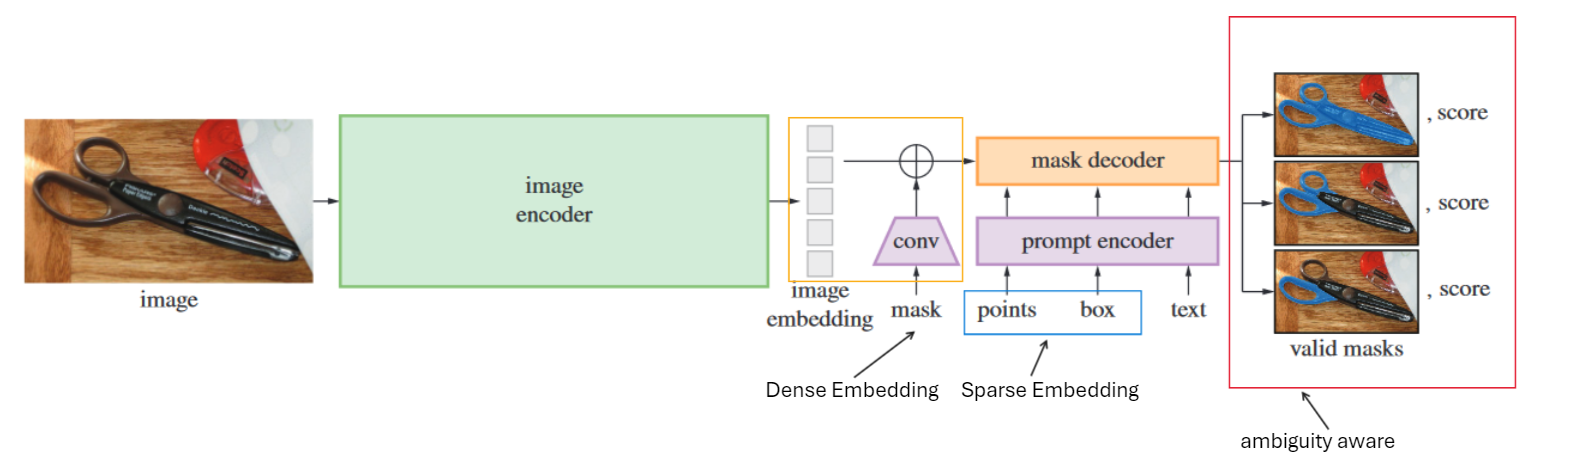 image
image
encoder
image
embedding
conv
mask
mask decoder
prompt encoder
points
box
text
, score
, score
, score
valid masks
Dense Embedding
Sparse Embedding
ambiguity aware